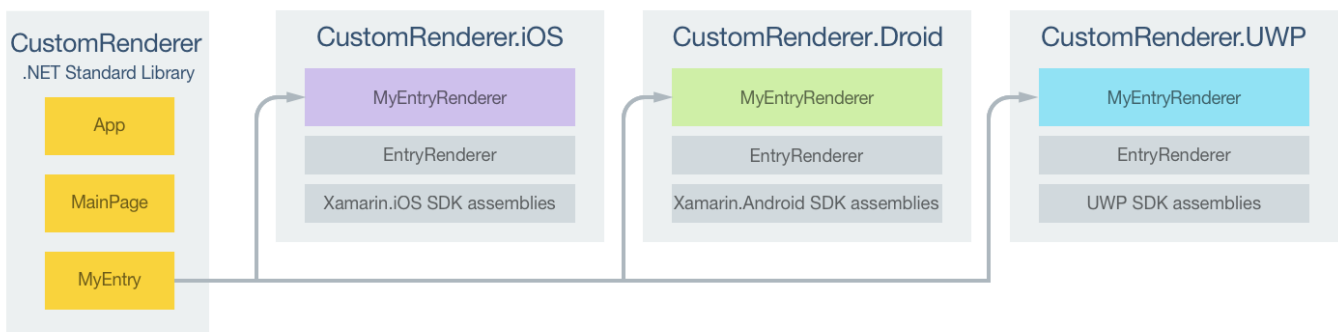 CustomRenderer
.NET Standard Library
App
MainPage
MyEntry
CustomRenderer.iOS
MyEntryRenderer
EntryRenderer
Xamarin.iOS SDK assemblies
CustomRenderer.Droid
MyEntryRenderer
EntryRenderer
Xamarin.Android SDK assemblies
CustomRenderer.UWP
MyEntryRenderer
EntryRenderer
UWP SDK assemblies